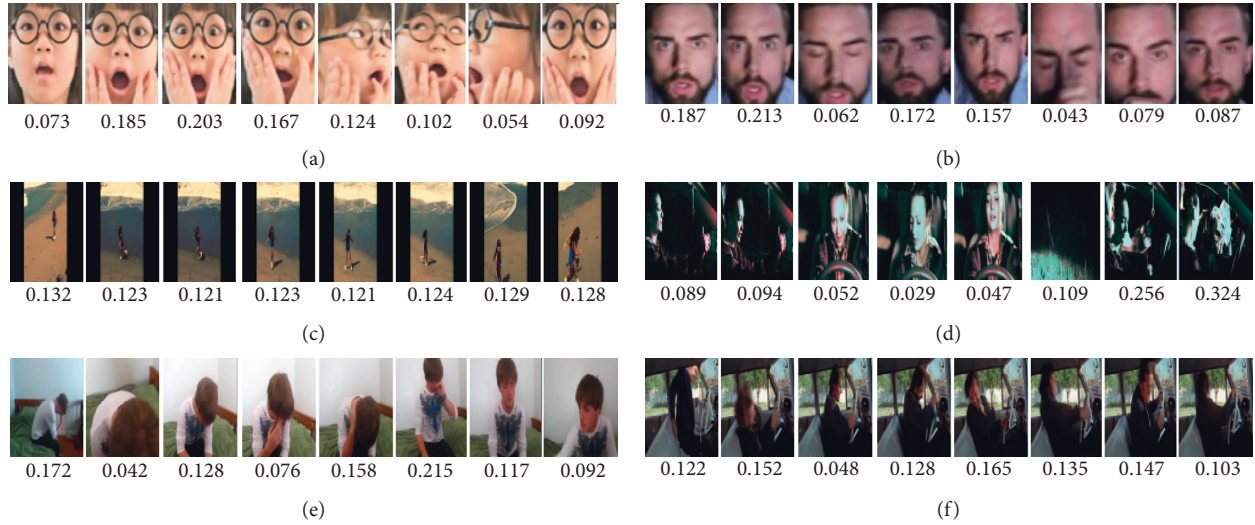 0.073 0.185 0.203 0.167 0.124 0.102 0.054 0.092
(a)
0.187 0.213 0.062 0.172 0.157 0.043 0.079 0.087
(b)
0.132 0.123 0.121 0.123 0.121 0.124 0.129 0.128
(c)
0.089 0.094 0.052 0.029 0.047 0.109 0.256 0.324
(d)
0.172 0.042 0.128 0.076 0.158 0.215 0.117 0.092
(e)
0.122 0.152 0.048 0.128 0.165 0.135 0.147 0.103
(f)